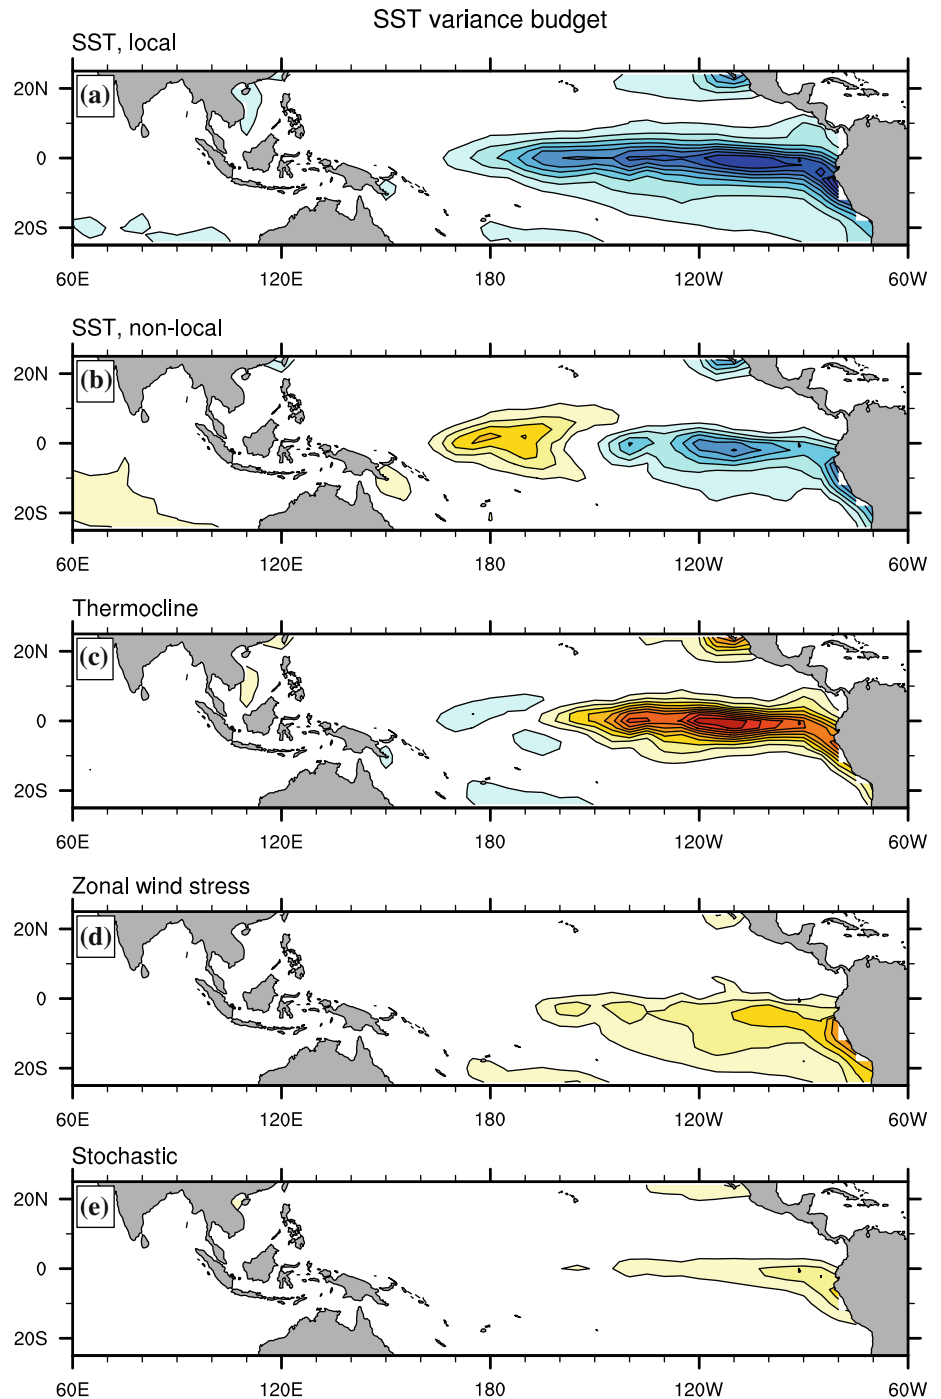 SST variance budget
SST, local
(a)
20N
0
20S
60E 120E 180 120W 60W
SST, non-local
(b)
20N
0
20S
60E 120E 180 120W 60W
Thermocline
(c)
20N
0
20S
60E 120E 180 120W 60W
Zonal wind stress
(d)
20N
0
20S
60E 120E 180 120W 60W
Stochastic
(e)
20N
0
20S
60E 120E 180 120W 60W